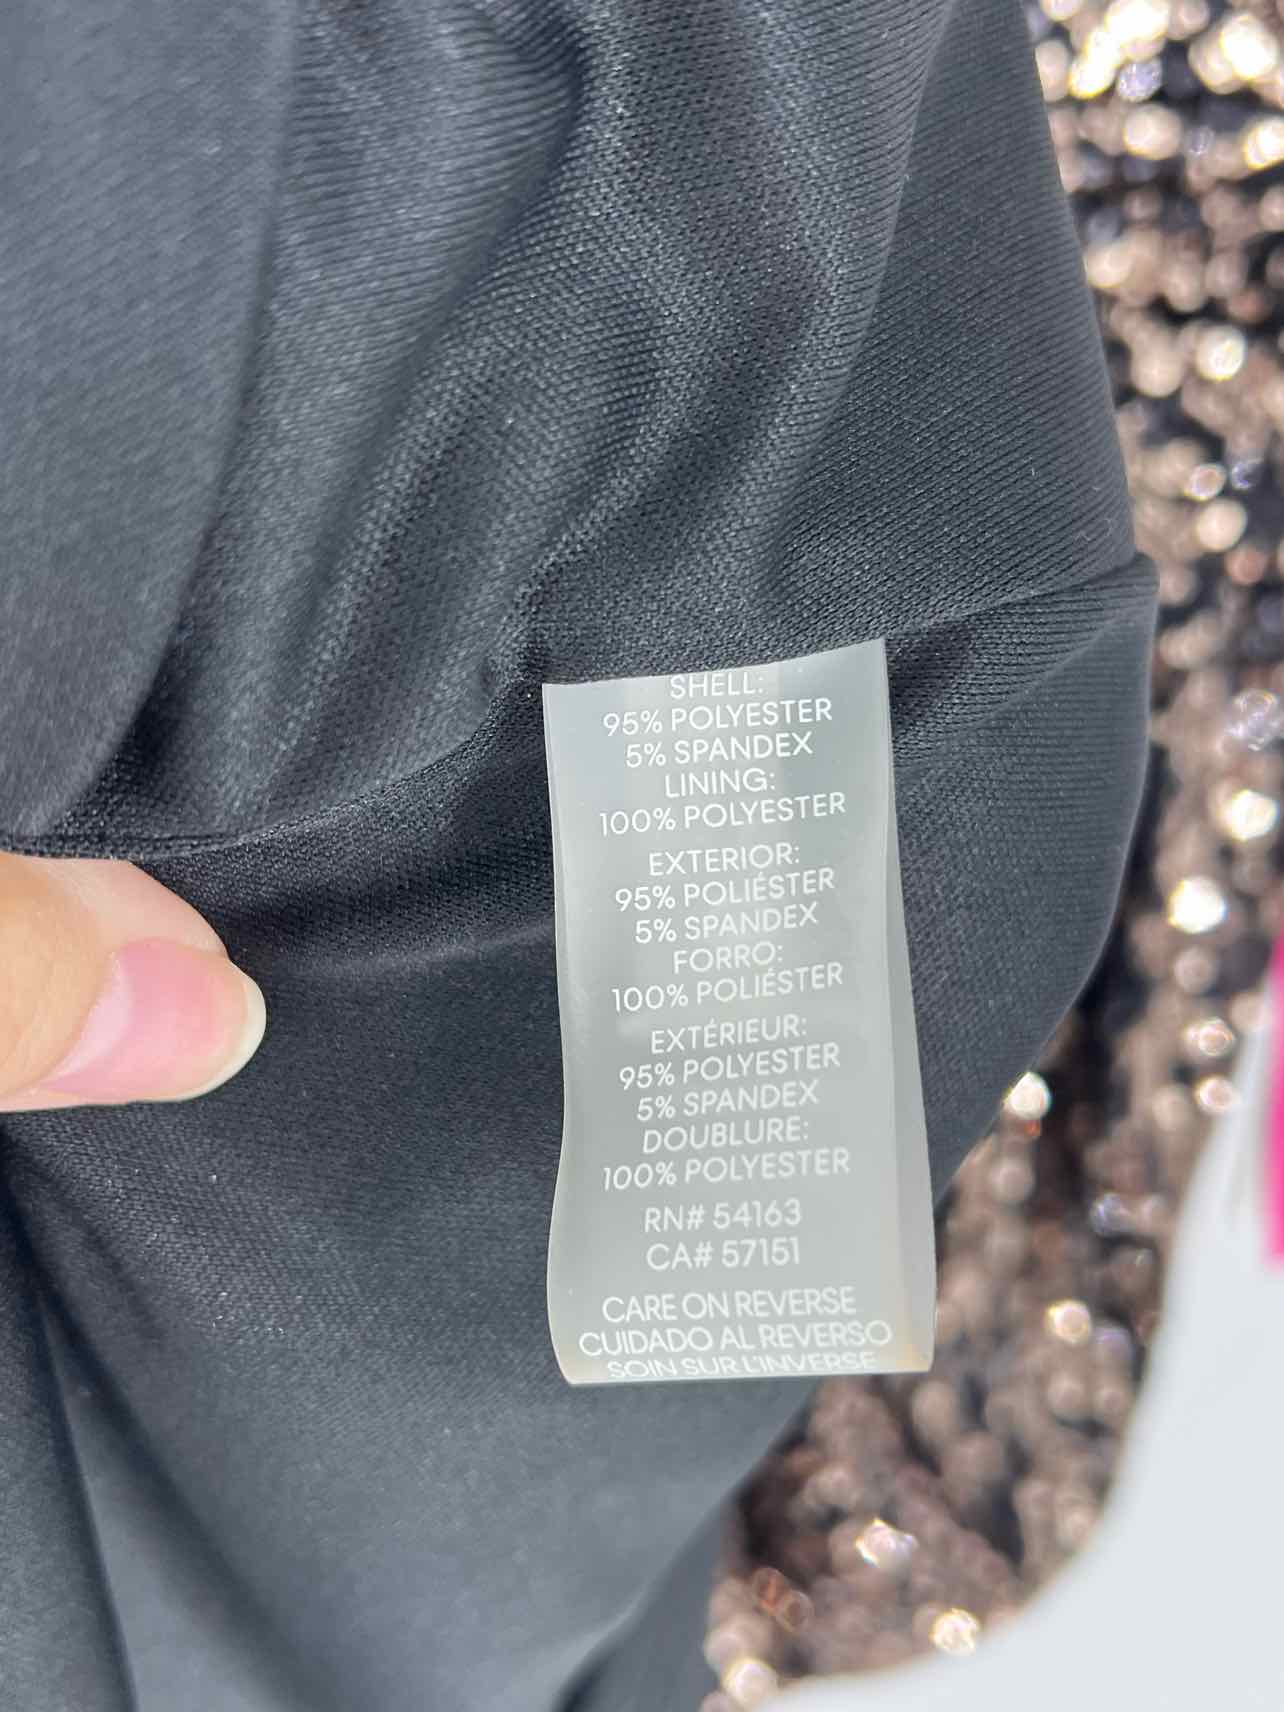 SHELL:
95% POLYESTER
5% SPANDEX
LINING:
100% POLYESTER
EXTERIOR:
95% POLIÉSTER
5% SPANDEX
FORRO:
100% POLIÉSTER
EXTÉRIEUR:
95% POLYESTER
5% SPANDEX
DOUBLURE:
100% POLYESTER
RN# 54163
CA# 57151
CARE ON REVERSE
CUIDADO AL REVERSO
SOIN SUR L'INVERSE